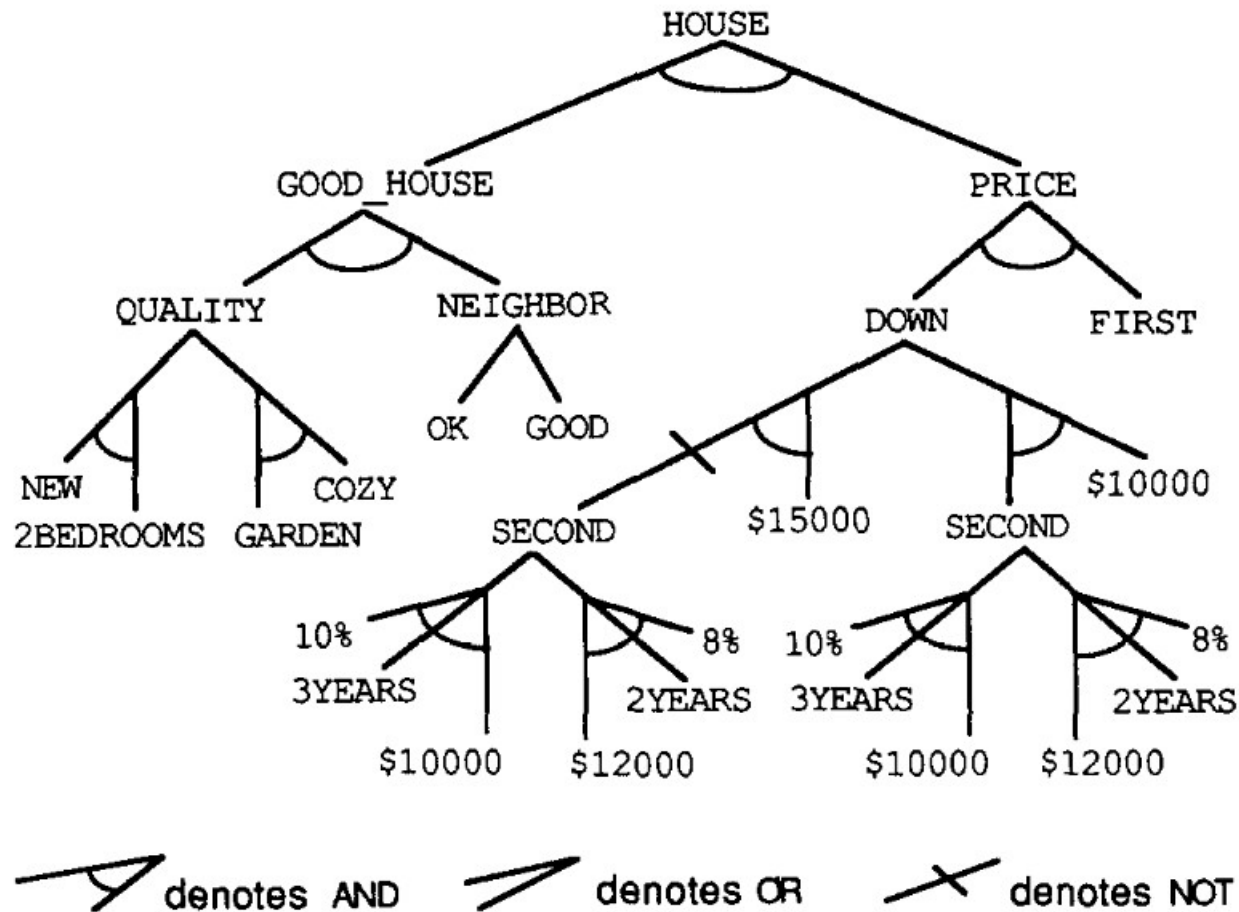 HOUSE
GOOD_HOUSE PRICE
QUALITY NEIGHBOR DOWN FIRST
OK GOOD
NEW COZY $10000
2BEDROOMS GARDEN SECOND $15000 SECOND
10% 8% 10% 8%
3YEARS 2YEARS 3YEARS 2YEARS
$10000 $12000 $10000 $12000
denotes AND denotes OR denotes NOT